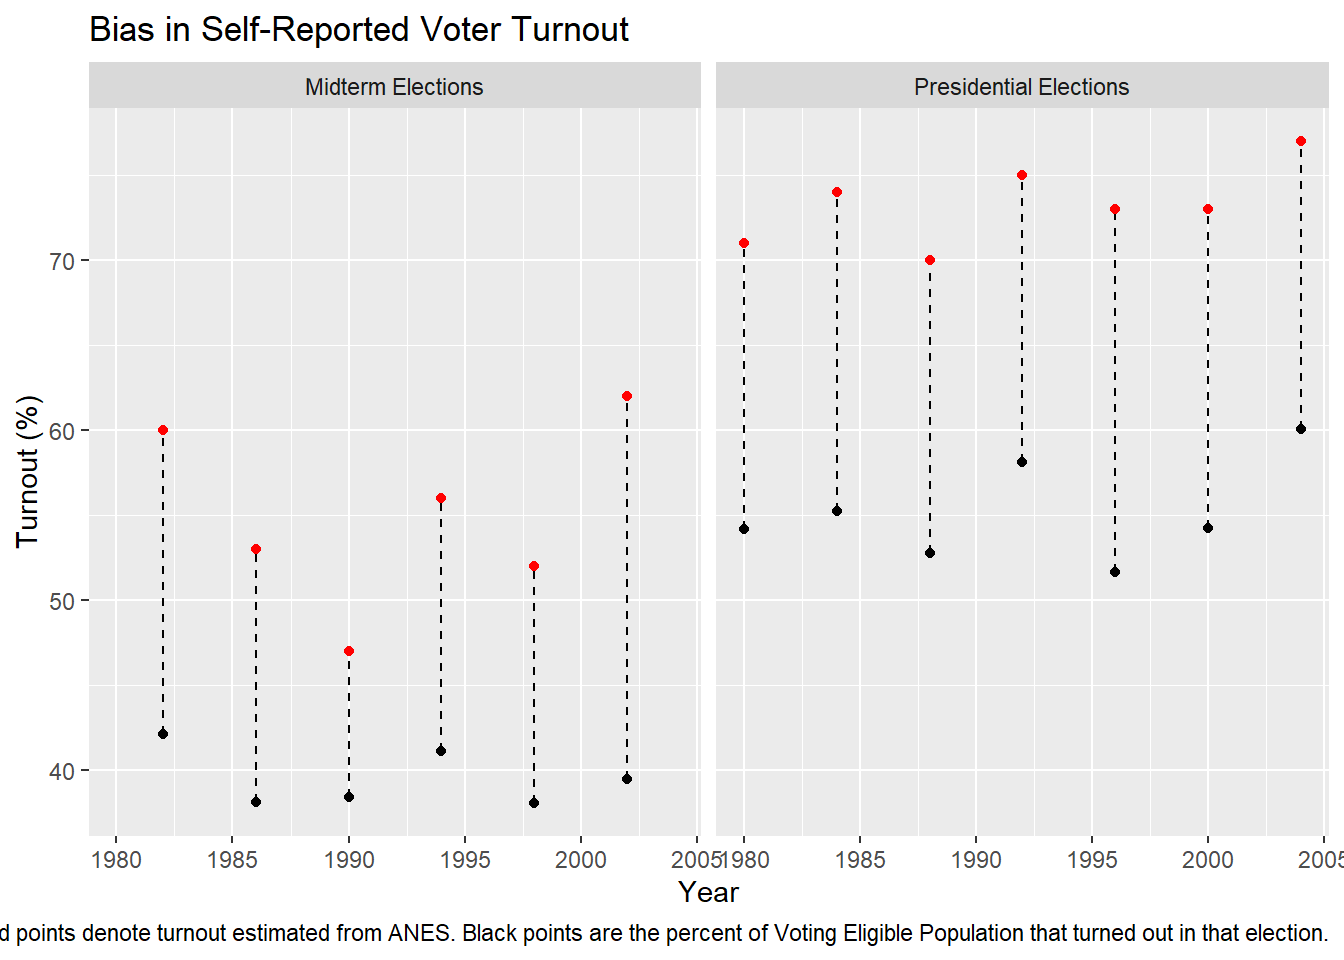 Bias in Self-Reported Voter Turnout
Midterm Elections
Presidential Elections
Turnout (%)
70
60
50
40
1980 1985 1990 1995 2000 2005
1980 1985 1990 1995 2000 2005
Year
d points denote turnout estimated from ANES. Black points are the percent of Voting Eligible Population that turned out in that election.